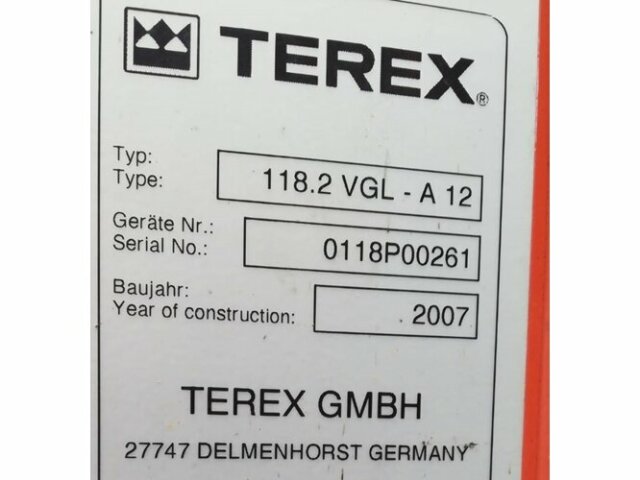 TEREX®
Typ:
Type: 118.2 VGL - A 12
Geräte Nr.:
Serial No.: 0118P00261
Baujahr:
Year of construction: 2007
TEREX GMBH
27747 DELMENHORST GERMANY